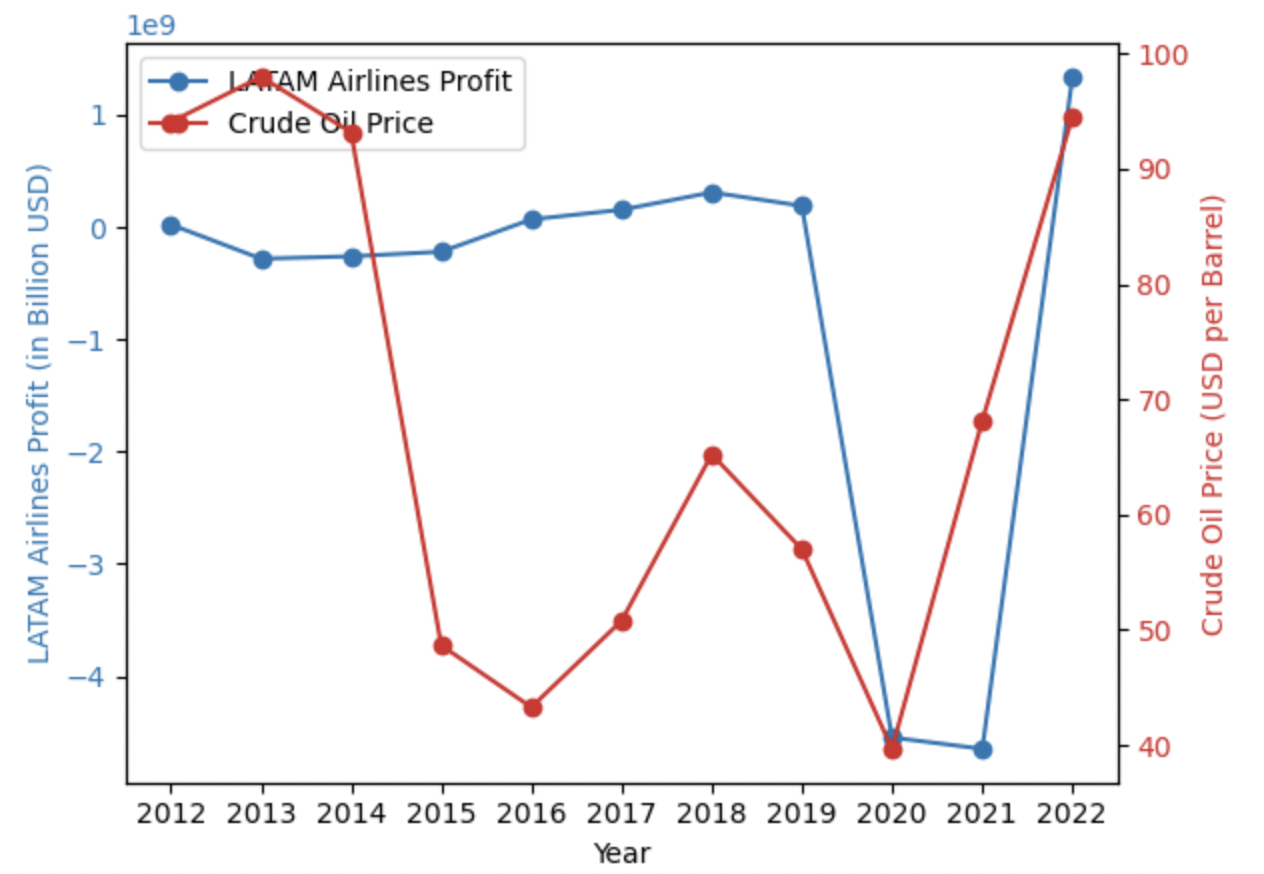 1e9
LATAM Airlines Profit
Crude Oil Price
LATAM Airlines Profit (in Billion USD)
1
0
−1
−2
−3
−4
100
90
80
70
60
50
40
Crude Oil Price (USD per Barrel)
2012 2013 2014 2015 2016 2017 2018 2019 2020 2021 2022
Year